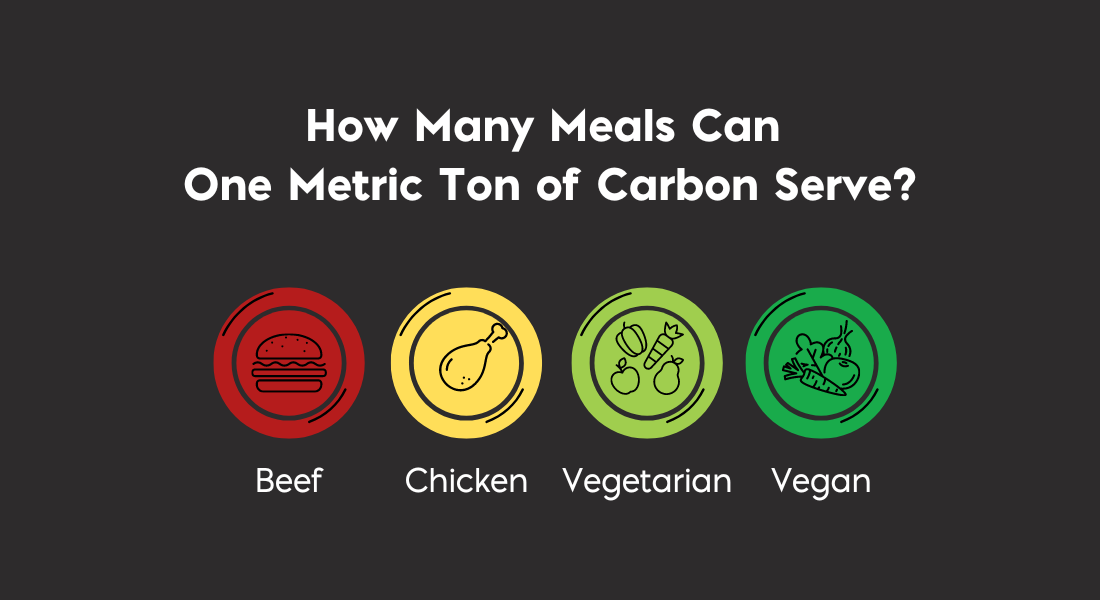 How Many Meals Can
One Metric Ton of Carbon Serve?
Beef
Chicken
Vegetarian
Vegan